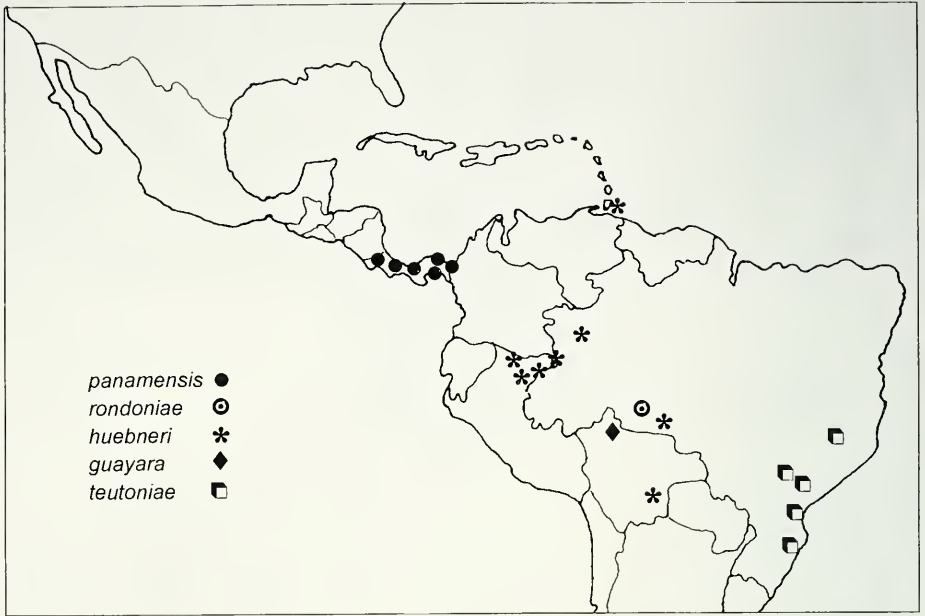 panamensis
rondoniae
huebneri
guayara
teutoniae